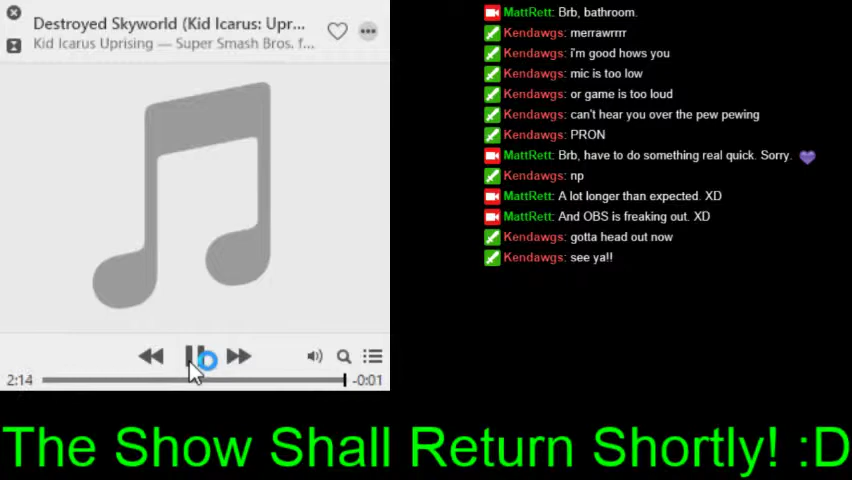 Destroyed Skyworld (Kid Icarus: Upr...
Kid Icarus Uprising — Super Smash Bros. f...
2:14
-0:01
MattRett: Brb, bathroom.
Kendawgs: merrawrrrr
Kendawgs: i'm good hows you
Kendawgs: mic is too low
Kendawgs: or game is too loud
Kendawgs: can't hear you over the pew pewing
Kendawgs: PRON
MattRett: Brb, have to do something real quick. Sorry.
Kendawgs: np
MattRett: A lot longer than expected. XD
MattRett: And OBS is freaking out. XD
Kendawgs: gotta head out now
Kendawgs: see ya!!
The Show Shall Return Shortly! :D